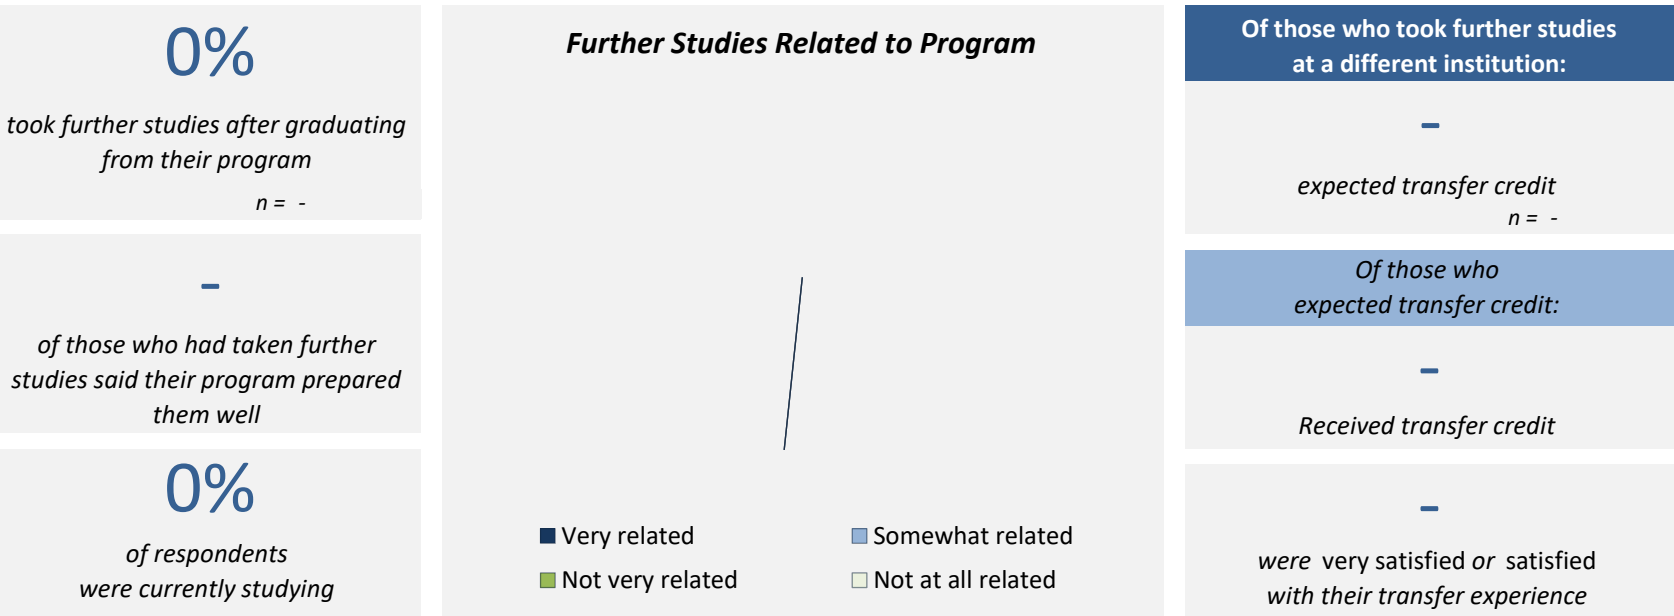 0%
took further studies after graduating
from their program
n = -
-
of those who had taken further
studies said their program prepared
them well
0%
of respondents
were currently studying
Further Studies Related to Program
Very related
Somewhat related
Not very related
Not at all related
Of those who took further studies
at a different institution:
-
expected transfer credit
n = -
Of those who
expected transfer credit:
-
Received transfer credit
-
were very satisfied or satisfied
with their transfer experience